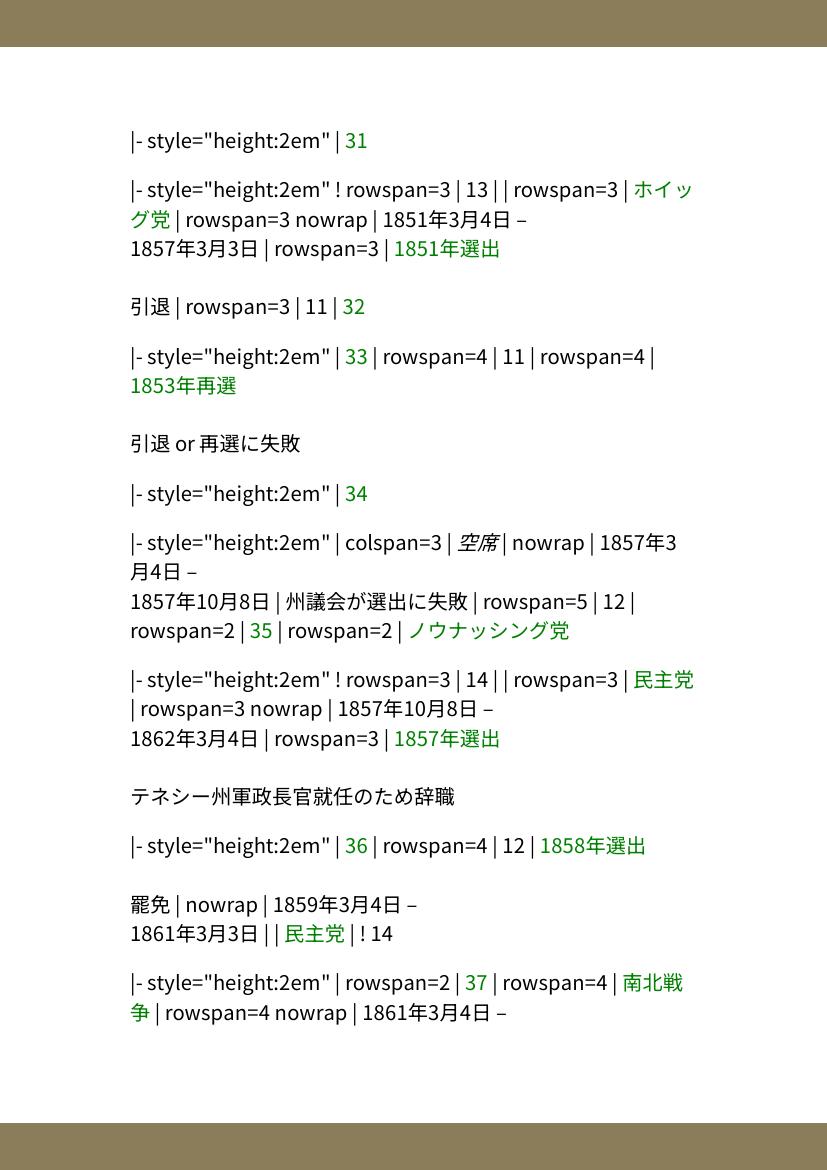 |- style="height:2em" | 31
|- style="height:2em" ! rowspan=3 | 13 | | rowspan=3 | ホイッ
グ党 | rowspan=3 nowrap | 1851年3月4日 –
1857年3月3日 | rowspan=3 | 1851年選出
引退 | rowspan=3 | 11 | 32
|- style="height:2em" | 33 | rowspan=4 | 11 | rowspan=4 |
1853年再選
引退 or 再選に失敗
|- style="height:2em" | 34
|- style="height:2em" | colspan=3 | 空席 | nowrap | 1857年3
月4日 –
1857年10月8日 | 州議会が選出に失敗 | rowspan=5 | 12 |
rowspan=2 | 35 | rowspan=2 | ノウナッシング党
|- style="height:2em" ! rowspan=3 | 14 | | rowspan=3 | 民主党
| rowspan=3 nowrap | 1857年10月8日 –
1862年3月4日 | rowspan=3 | 1857年選出
テネシー州軍政長官就任のため辞職
|- style="height:2em" | 36 | rowspan=4 | 12 | 1858年選出
罷免 | nowrap | 1859年3月4日 –
1861年3月3日 | | 民主党 | ! 14
|- style="height:2em" | rowspan=2 | 37 | rowspan=4 | 南北戦
争 | rowspan=4 nowrap | 1861年3月4日 –